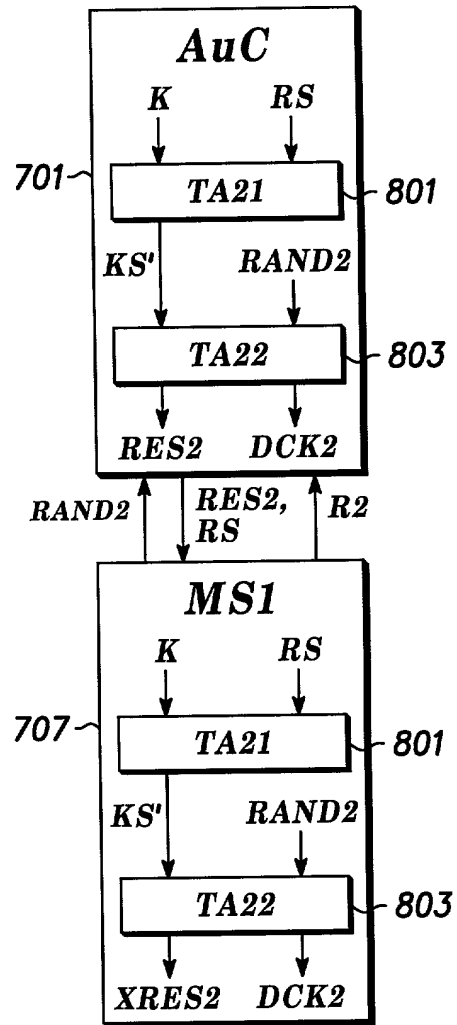 AuC
K RS
701 TA21 801
KS' RAND2
TA22 803
RES2 DCK2
RAND2 RES2, RS R2
MS1
K RS
707 TA21 801
KS' RAND2
TA22 803
XRES2 DCK2